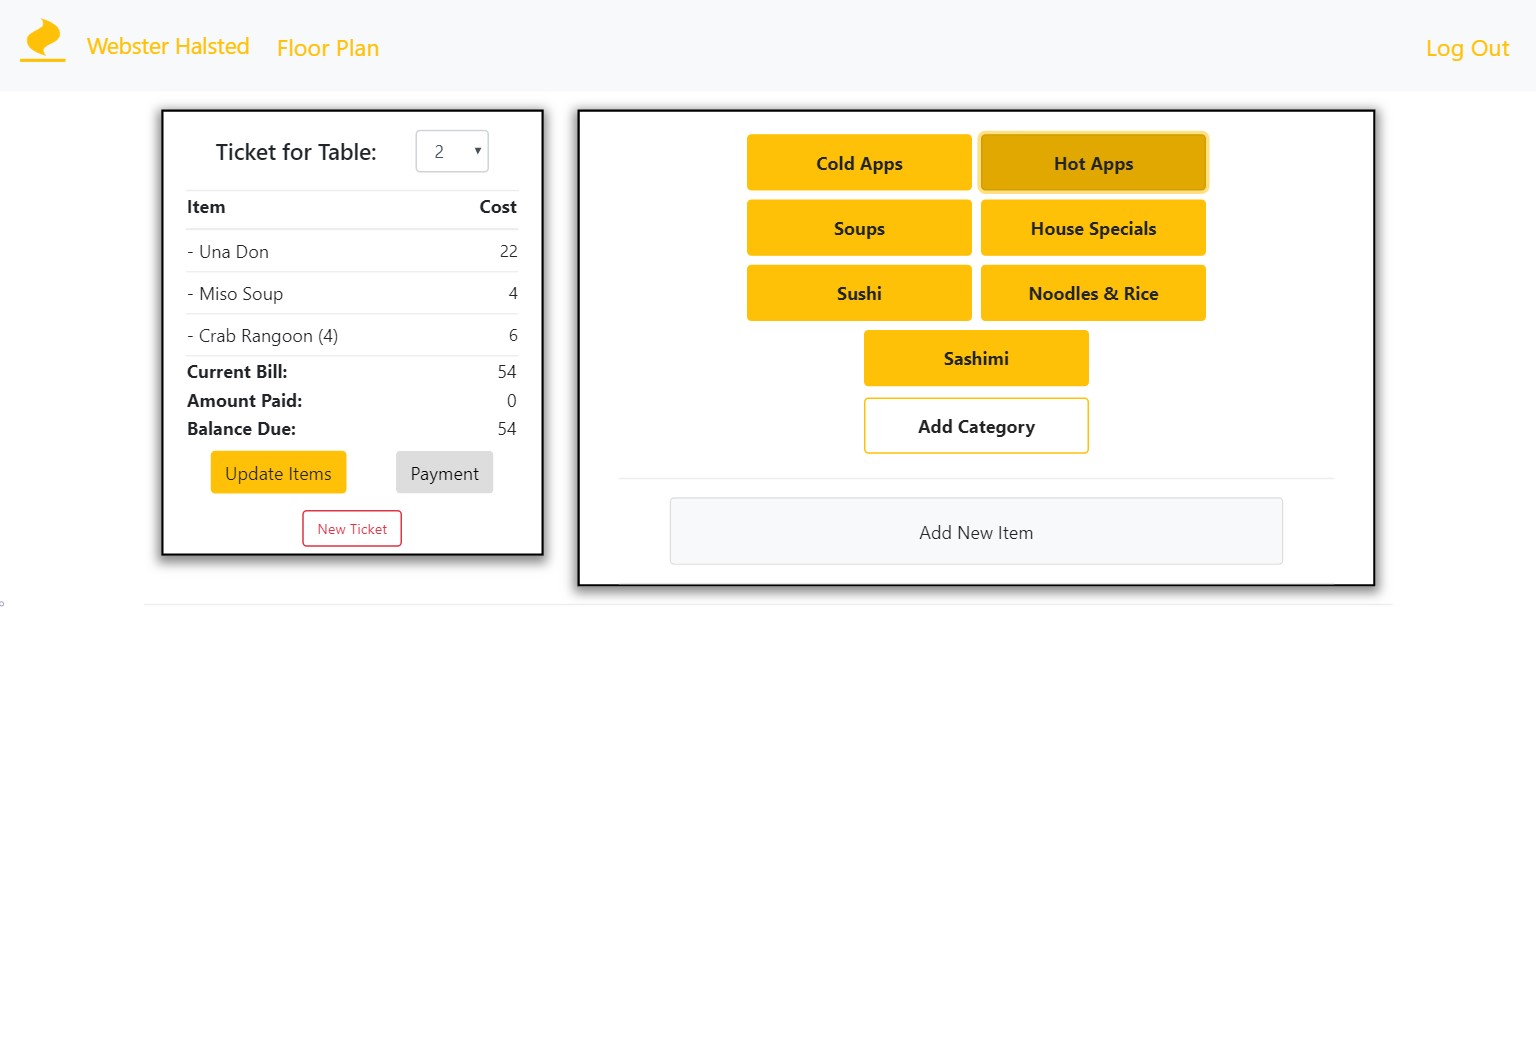 Webster Halsted
Floor Plan
Log Out
Ticket for Table: 2
Item Cost
- Una Don 22
- Miso Soup 4
- Crab Rangoon (4) 6
Current Bill: 54
Amount Paid: 0
Balance Due: 54
Update Items Payment
New Ticket
Cold Apps Hot Apps
Soups House Specials
Sushi Noodles & Rice
Sashimi
Add Category
Add New Item